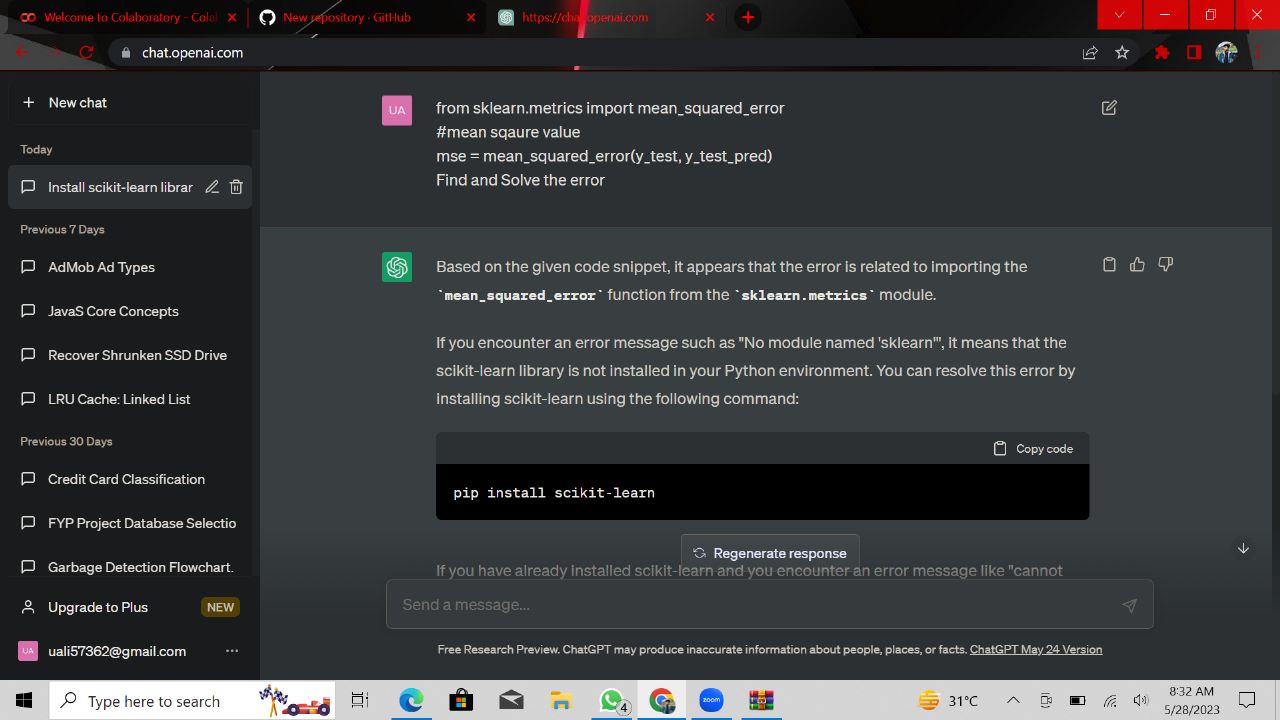 Welcome to Colaboratory - Colal
New repository · GitHub
https://chat.openai.com
chat.openai.com
New chat
Today
Install scikit-learn librar
Previous 7 Days
AdMob Ad Types
JavaS Core Concepts
Recover Shrunken SSD Drive
LRU Cache: Linked List
Previous 30 Days
Credit Card Classification
FYP Project Database Selectio
Garbage Detection Flowchart.
Upgrade to Plus
NEW
UA
uali57362@gmail.com
UA
from sklearn.metrics import mean_squared_error
#mean sqaure value
mse = mean_squared_error(y_test, y_test_pred)
Find and Solve the error
Based on the given code snippet, it appears that the error is related to importing the
`mean_squared_error` function from the `sklearn.metrics` module.
If you encounter an error message such as "No module named 'sklearn'", it means that the
scikit-learn library is not installed in your Python environment. You can resolve this error by
installing scikit-learn using the following command:
Copy code
pip install scikit-learn
Regenerate response
If you have already installed scikit-learn and you encounter an error message like "cannot
Send a message...
Free Research Preview. ChatGPT may produce inaccurate information about people, places, or facts. ChatGPT May 24 Version
Type here to search
4
zoom
31°C
8:32 AM
5/28/2023